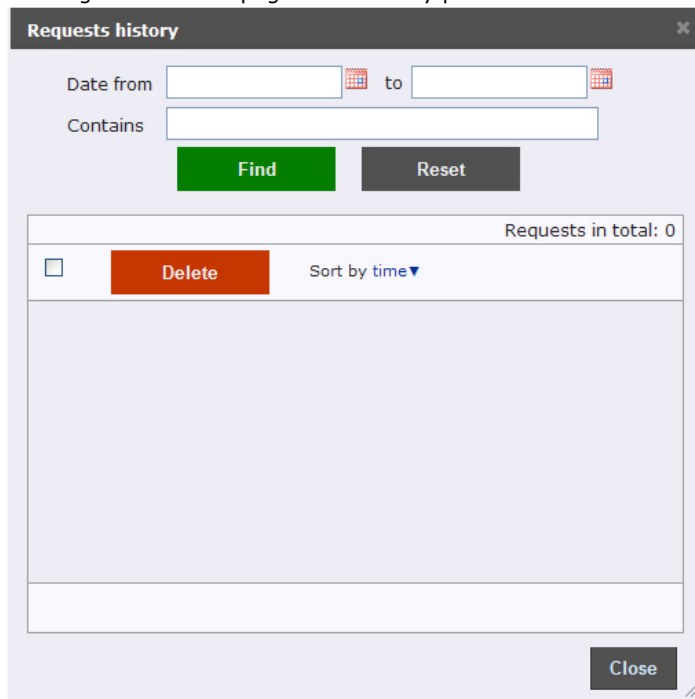 Requests history
Date from to
Contains
Find Reset
Requests in total: 0
Delete Sort by time▼
Close